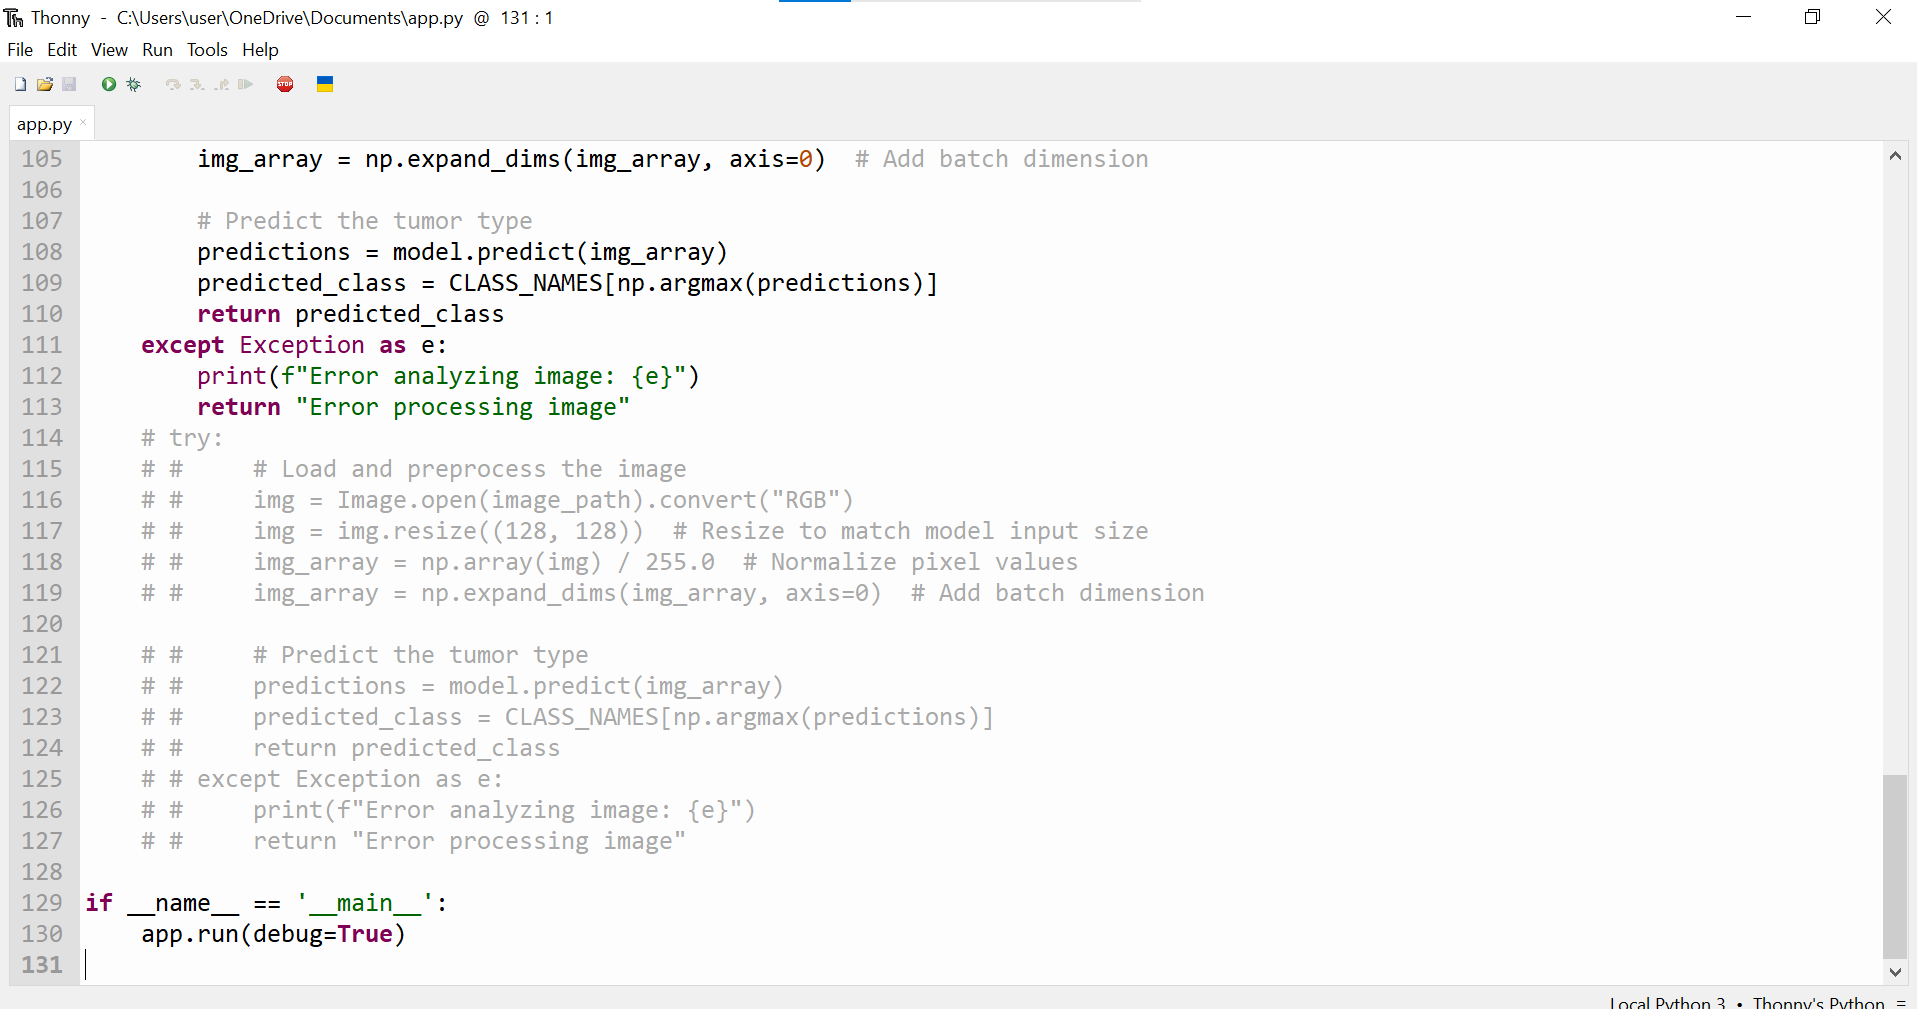 Thonny - C:\Users\user\OneDrive\Documents\app.py @ 131 : 1
File Edit View Run Tools Help
STOP
app.py ×
105         img_array = np.expand_dims(img_array, axis=0)  # Add batch dimension
106
107         # Predict the tumor type
108         predictions = model.predict(img_array)
109         predicted_class = CLASS_NAMES[np.argmax(predictions)]
110         return predicted_class
111     except Exception as e:
112         print(f"Error analyzing image: {e}")
113         return "Error processing image"
114     # try:
115     # #     # Load and preprocess the image
116     # #     img = Image.open(image_path).convert("RGB")
117     # #     img = img.resize((128, 128))  # Resize to match model input size
118     # #     img_array = np.array(img) / 255.0  # Normalize pixel values
119     # #     img_array = np.expand_dims(img_array, axis=0)  # Add batch dimension
120
121     # #     # Predict the tumor type
122     # #     predictions = model.predict(img_array)
123     # #     predicted_class = CLASS_NAMES[np.argmax(predictions)]
124     # #     return predicted_class
125     # # except Exception as e:
126     # #     print(f"Error analyzing image: {e}")
127     # #     return "Error processing image"
128
129 if __name__ == '__main__':
130     app.run(debug=True)
131
Local Python 3 • Thonny's Python